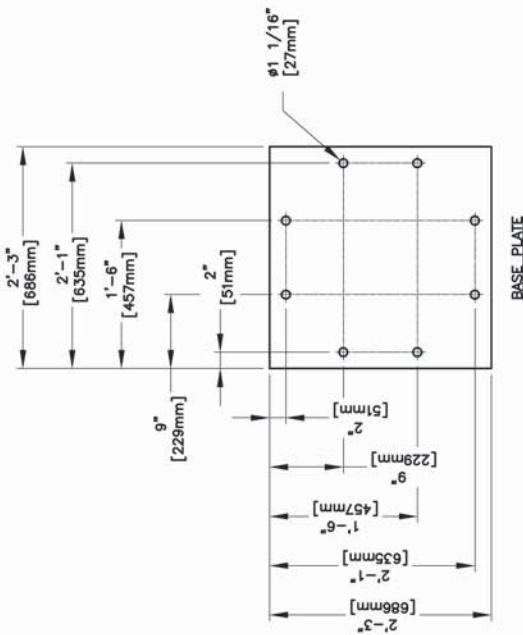 2'-3"
[686mm]
2'-1"
[635mm]
1'-6"
[457mm]
9"
[229mm]
2"
[51mm]
ø1 1/16"
[27mm]
2"
[51mm]
9"
[229mm]
1'-6"
[457mm]
2'-1"
[635mm]
2'-3"
[686mm]
BASE PLATE